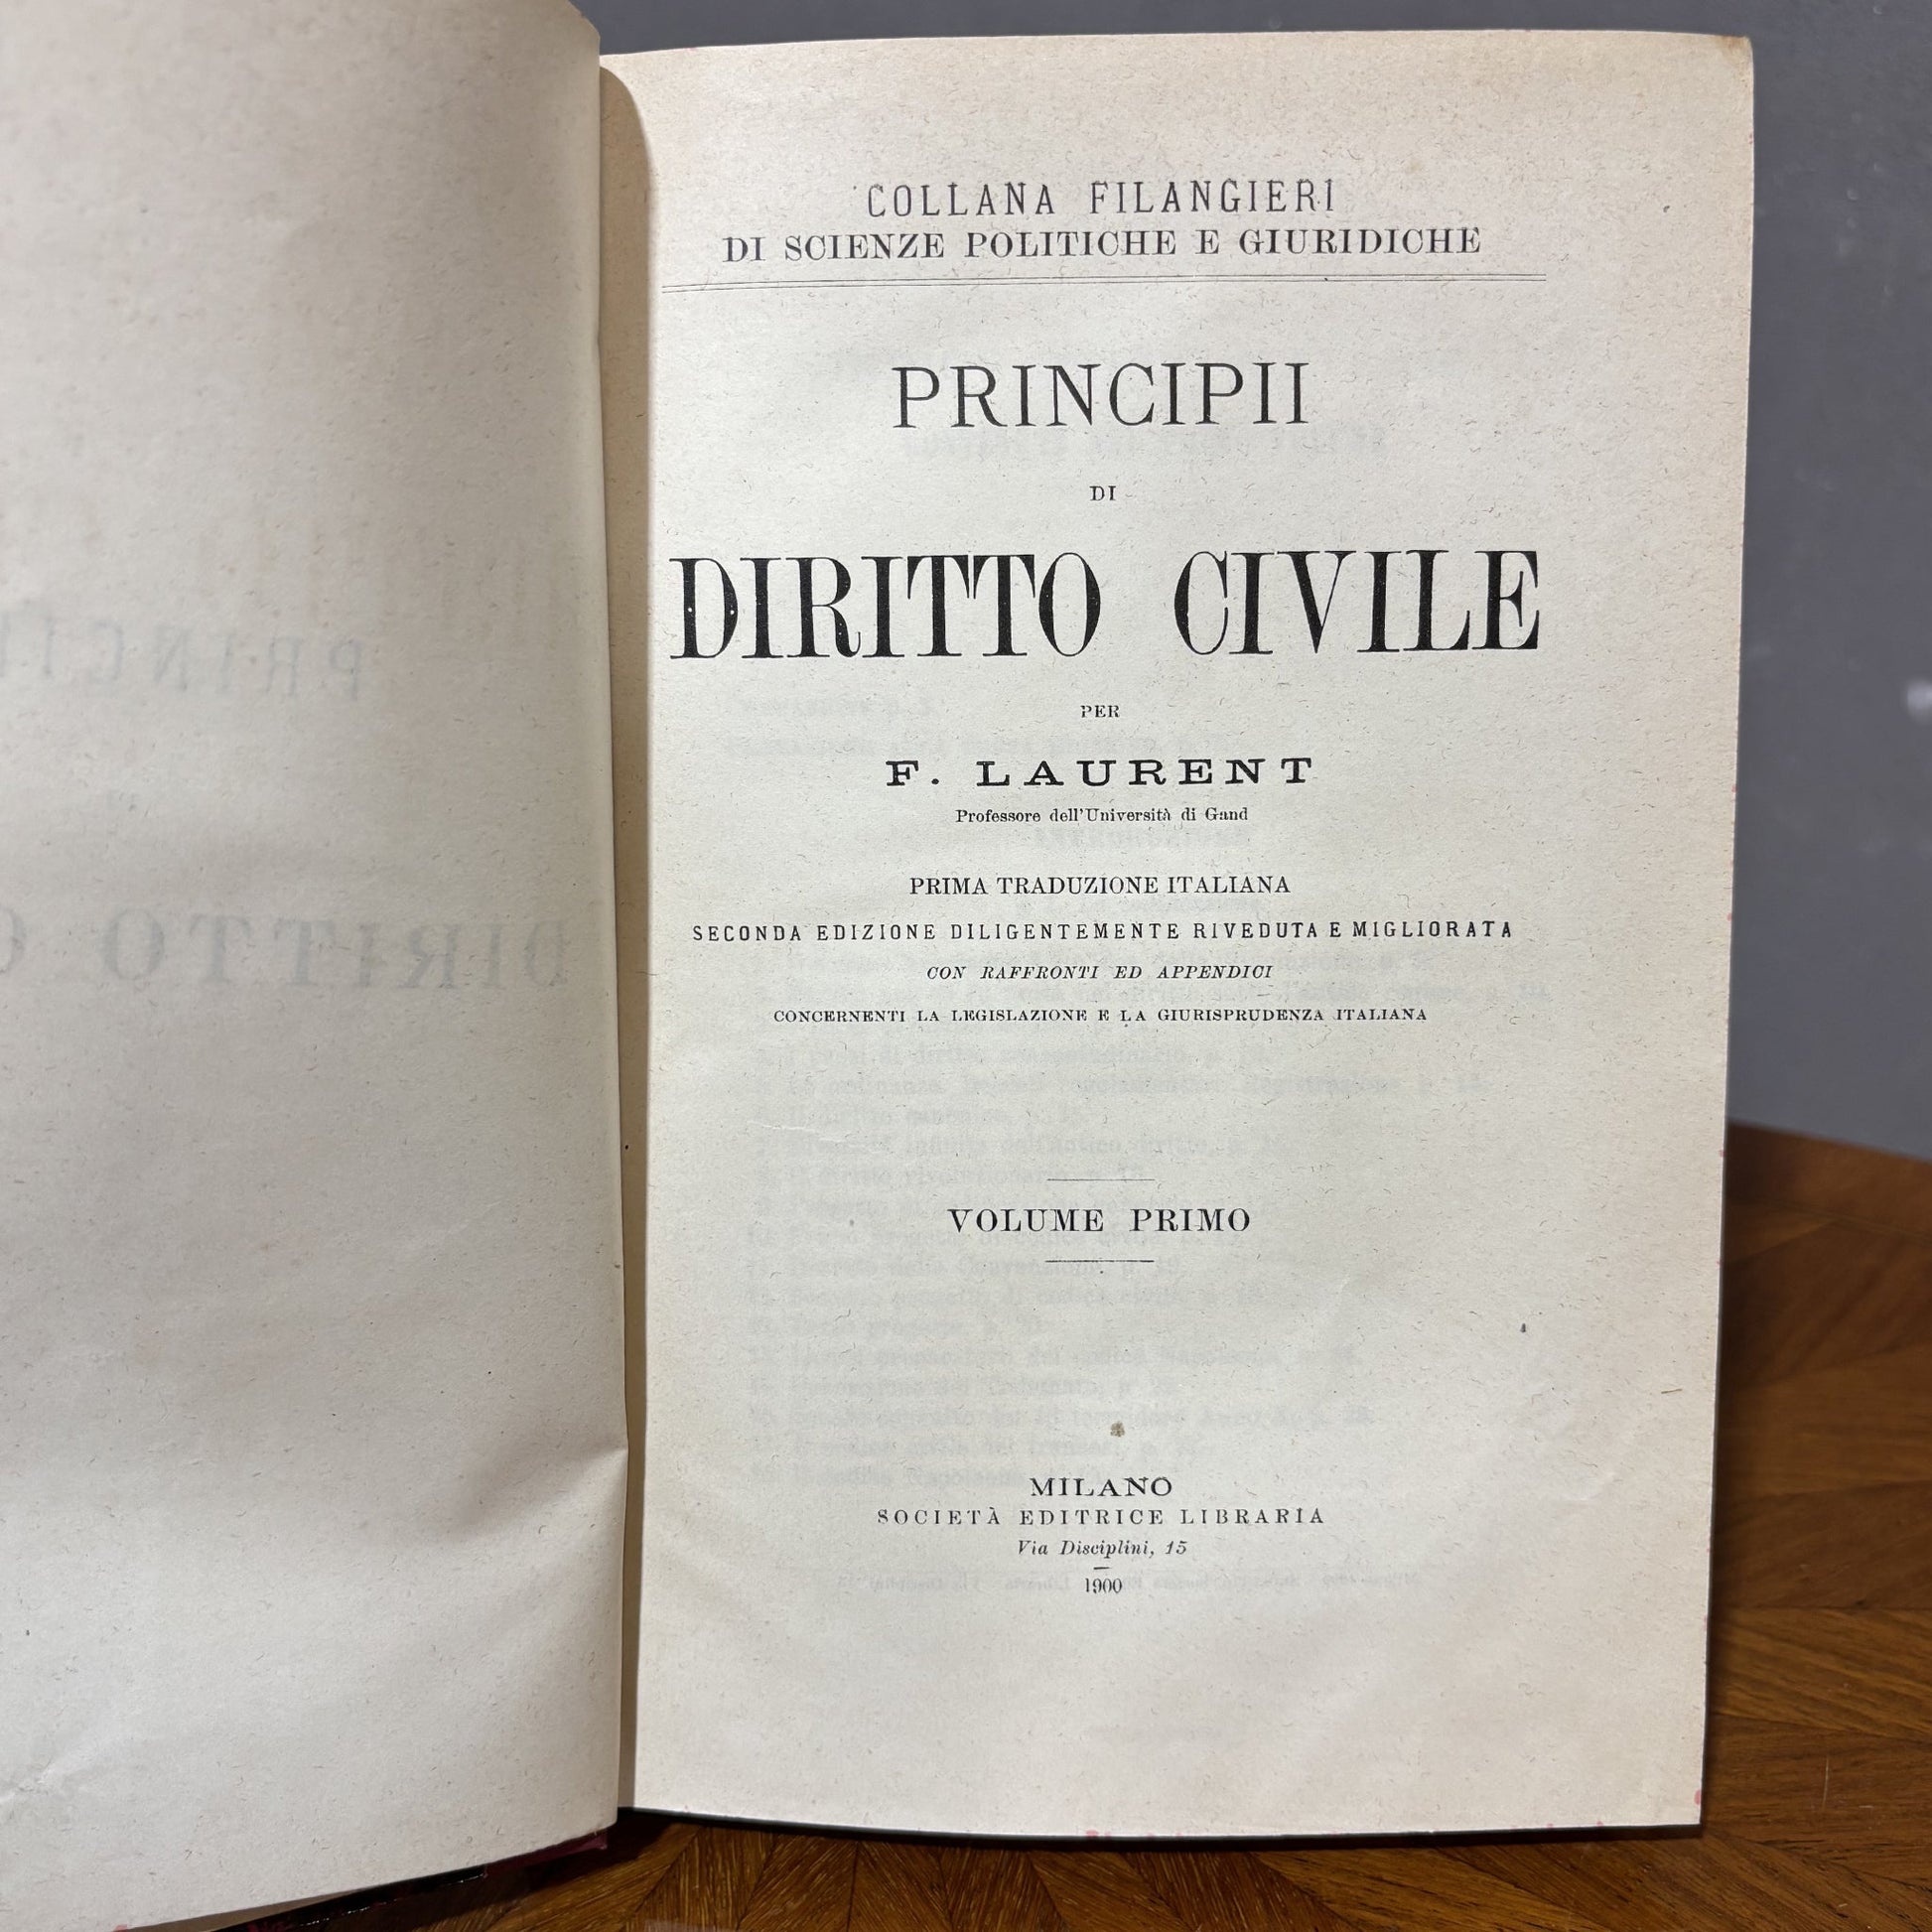 COLLANA FILANGIERI
DI SCIENZE POLITICHE E GIURIDICHE
PRINCIPII
DI
DIRITTO CIVILE
PER
F. LAURENT
Professore dell'Università di Gand
PRIMA TRADUZIONE ITALIANA
SECONDA EDIZIONE DILIGENTEMENTE RIVEDUTA E MIGLIORATA
CON RAFFRONTI ED APPENDICI
CONCERNENTI LA LEGISLAZIONE E LA GIURISPRUDENZA ITALIANA
VOLUME PRIMO
MILANO
SOCIETÀ EDITRICE LIBRARIA
Via Disciplini, 15
1900